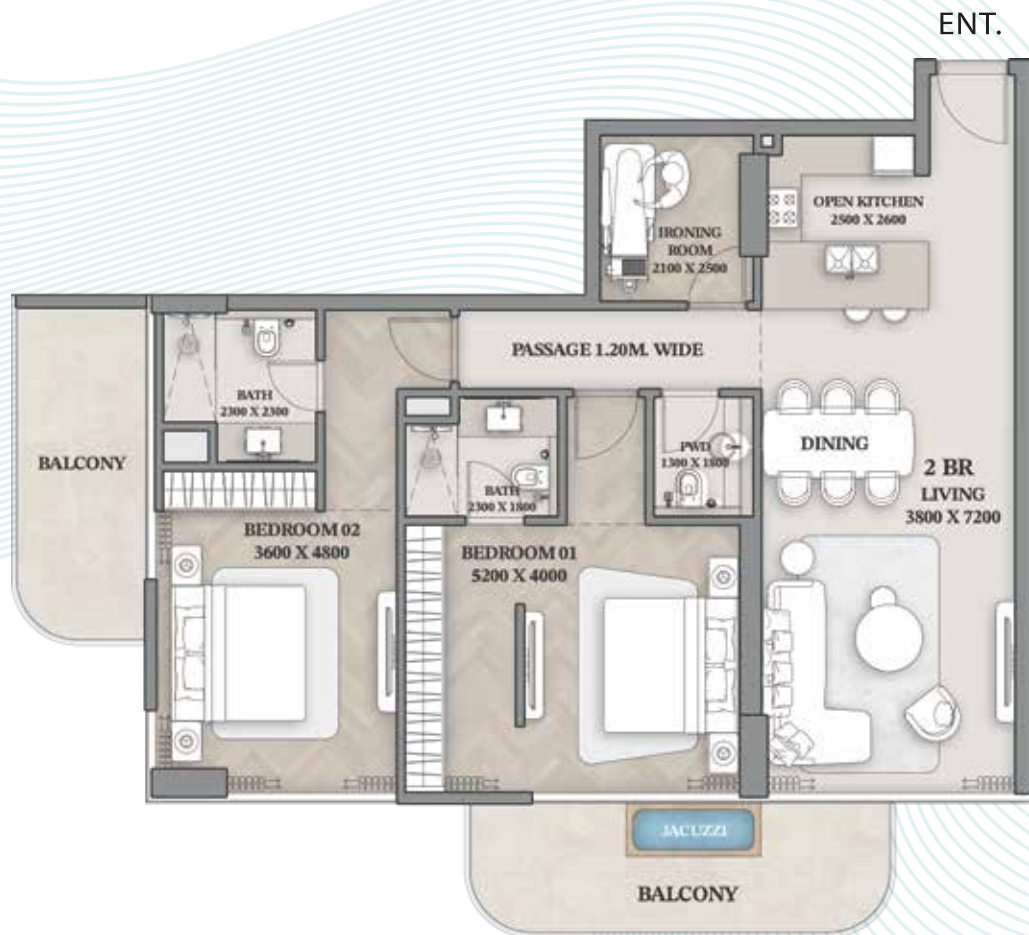 ENT.
OPEN KITCHEN
2500 X 2600
IRONING
ROOM
2100 X 2500
PASSAGE 1.20M. WIDE
BATH
2300 X 2300
BALCONY
PWD
1300 X 1800
DINING
BATH
2300 X 1800
2 BR
LIVING
3800 X 7200
BEDROOM 02
3600 X 4800
BEDROOM 01
5200 X 4000
JACUZZI
BALCONY